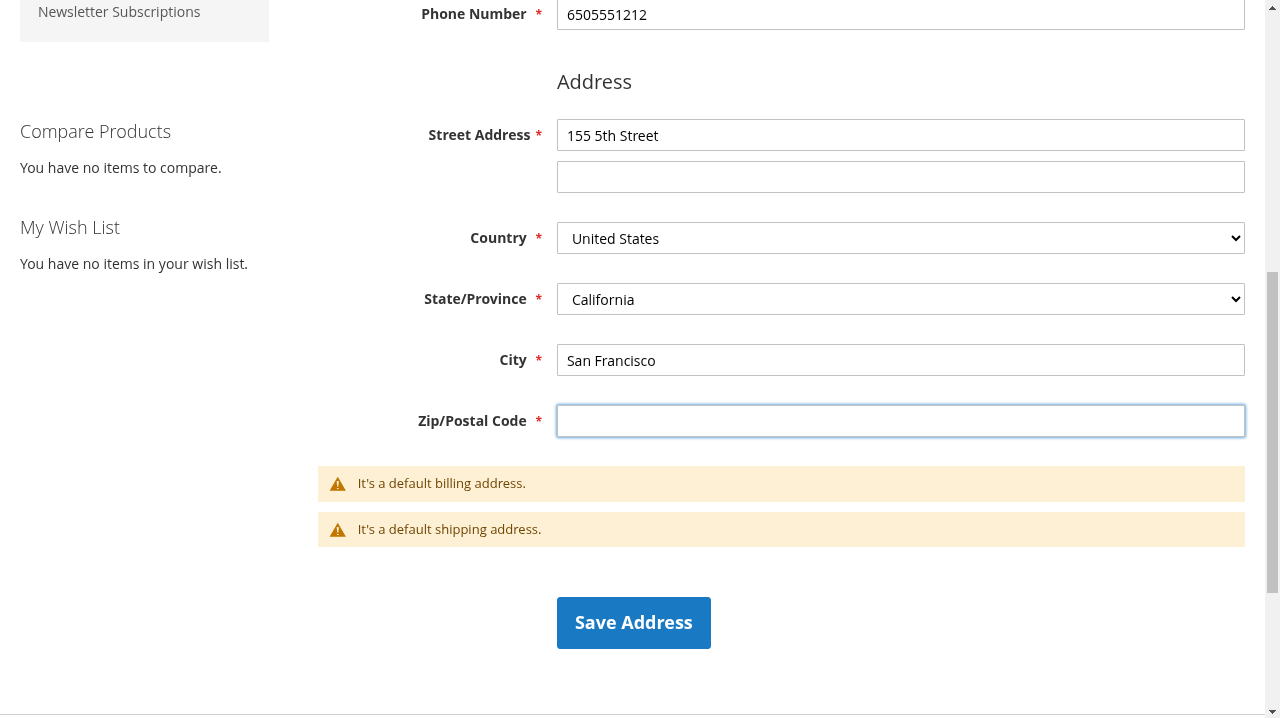 Newsletter Subscriptions
Phone Number *
6505551212
Address
Street Address *
155 5th Street
Compare Products
You have no items to compare.
My Wish List
You have no items in your wish list.
Country *
United States
State/Province *
California
City *
San Francisco
Zip/Postal Code *
It's a default billing address.
It's a default shipping address.
Save Address